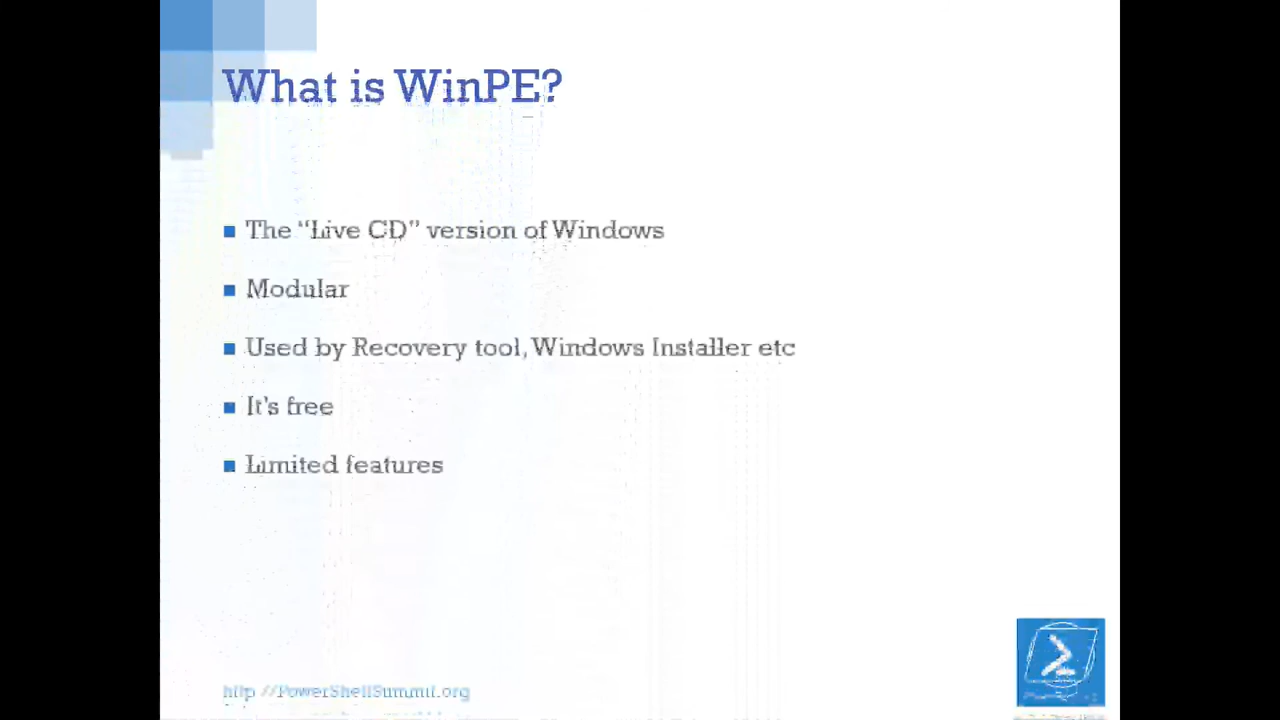 What is WinPE?
The “Live CD” version of Windows
Modular
Used by Recovery tool, Windows Installer etc
It's free
Limited features
http://PowerShellSummit.org